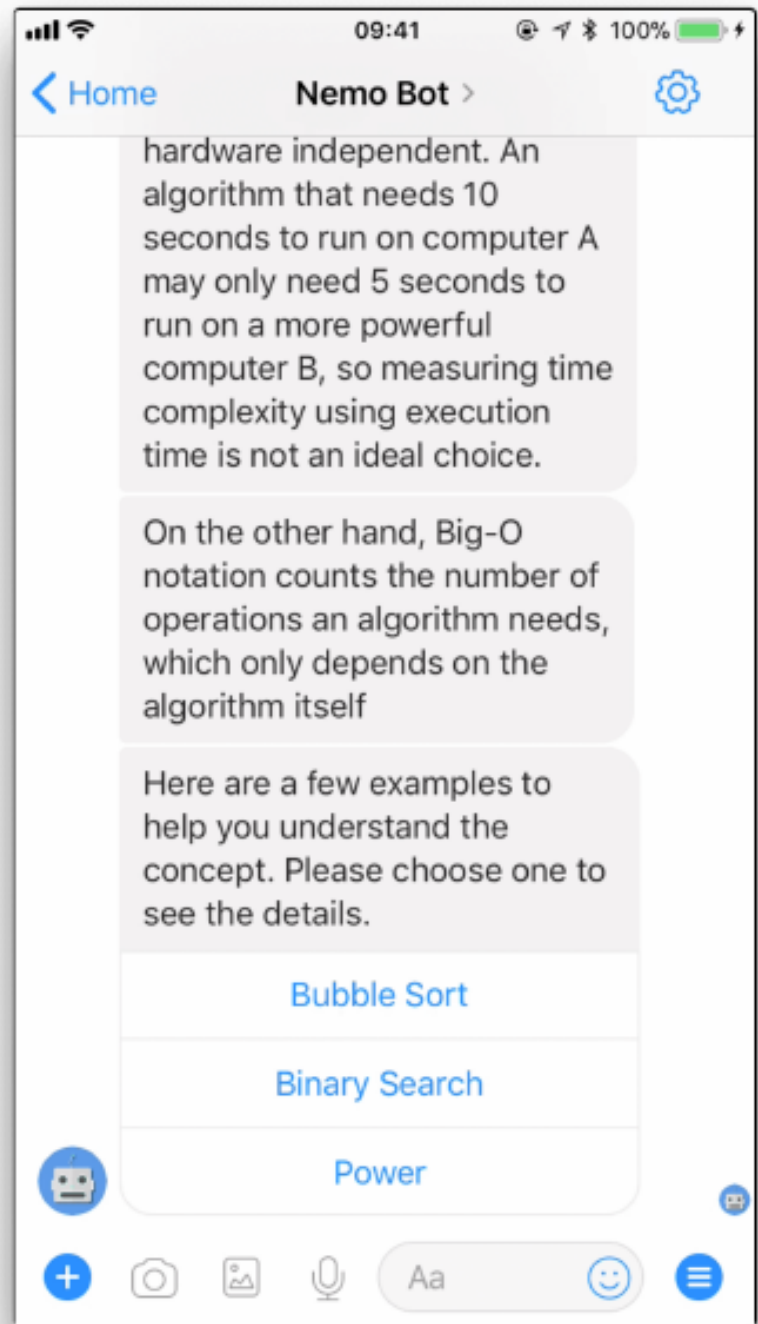 09:41 100%
Home Nemo Bot >
hardware independent. An
algorithm that needs 10
seconds to run on computer A
may only need 5 seconds to
run on a more powerful
computer B, so measuring time
complexity using execution
time is not an ideal choice.
On the other hand, Big-O
notation counts the number of
operations an algorithm needs,
which only depends on the
algorithm itself
Here are a few examples to
help you understand the
concept. Please choose one to
see the details.
Bubble Sort
Binary Search
Power
Aa